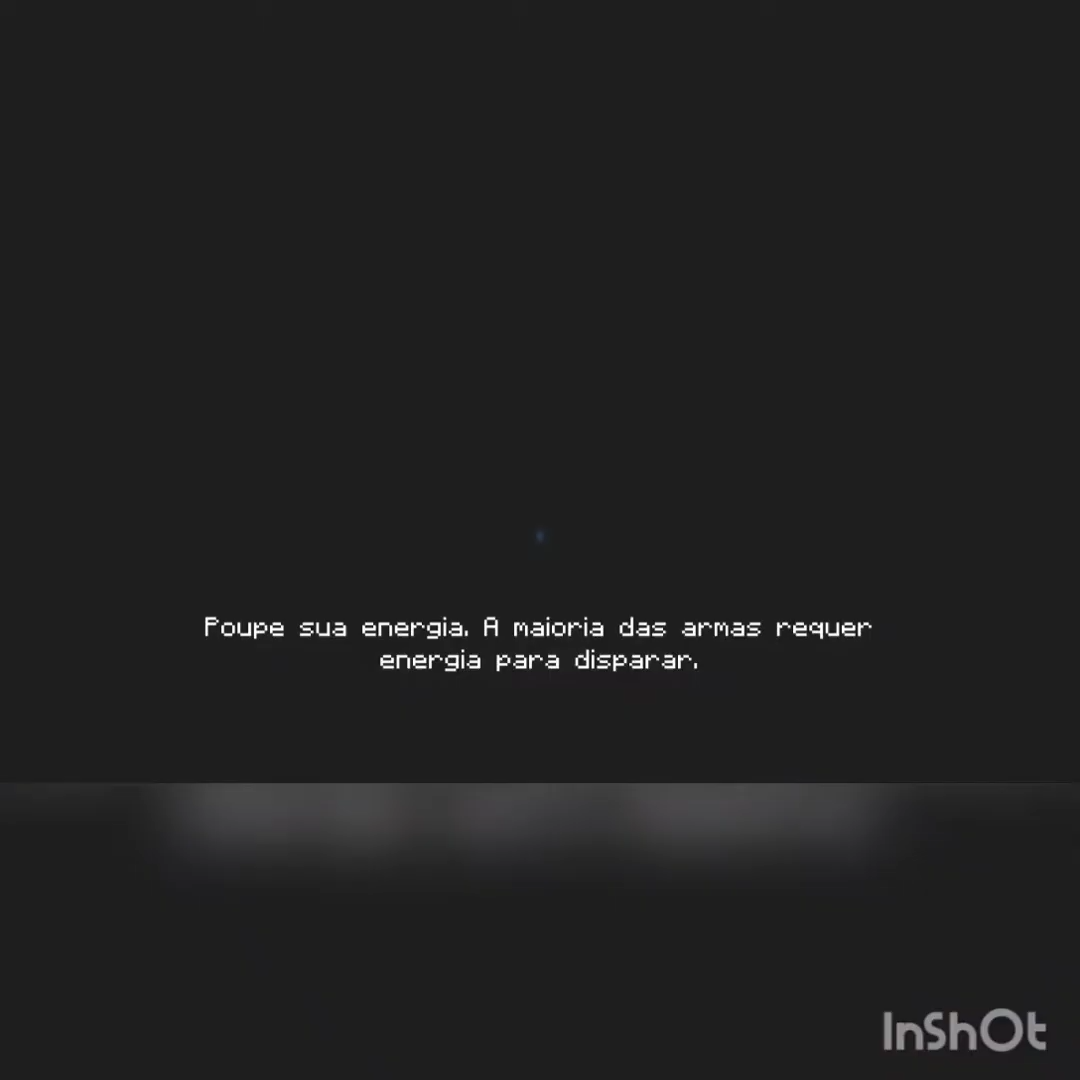 Poupe sua energia. A maioria das armas requer
energia para disparar.
InShOt